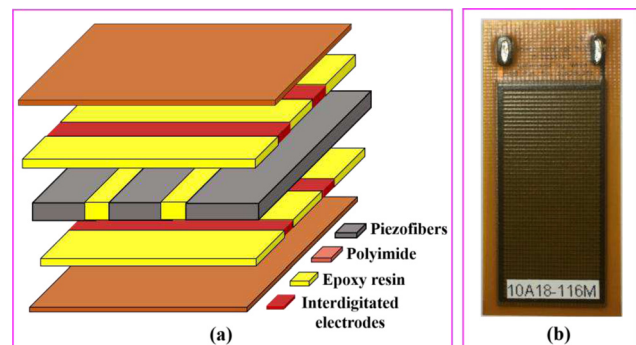 Piezofibers
Polyimide
Epoxy resin
Interdigitated
electrodes
(a)
10A18-116M
(b)